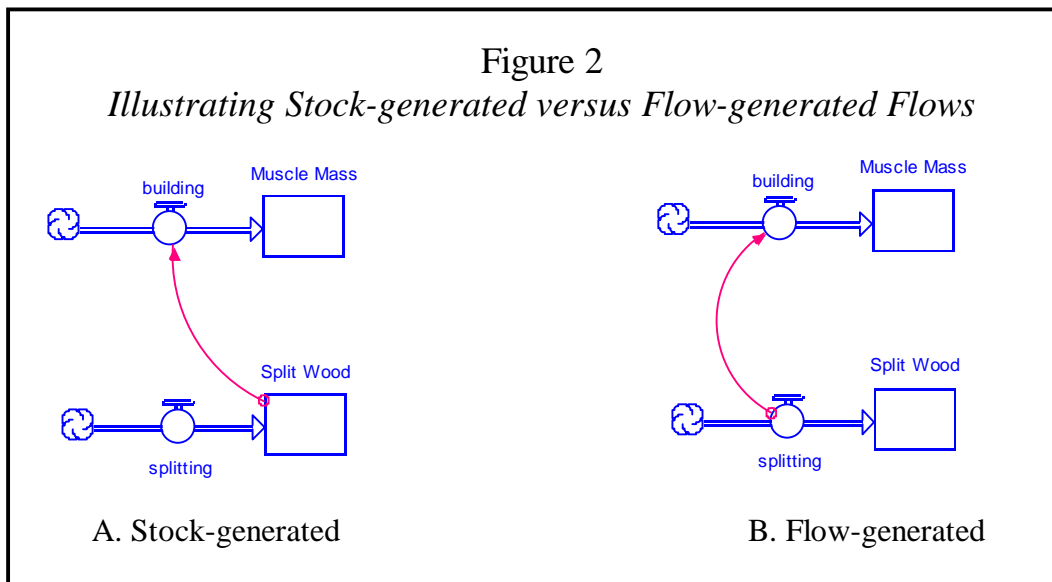 Figure 2
Illustrating Stock-generated versus Flow-generated Flows
Muscle Mass
building
Split Wood
splitting
A. Stock-generated
Muscle Mass
building
Split Wood
splitting
B. Flow-generated